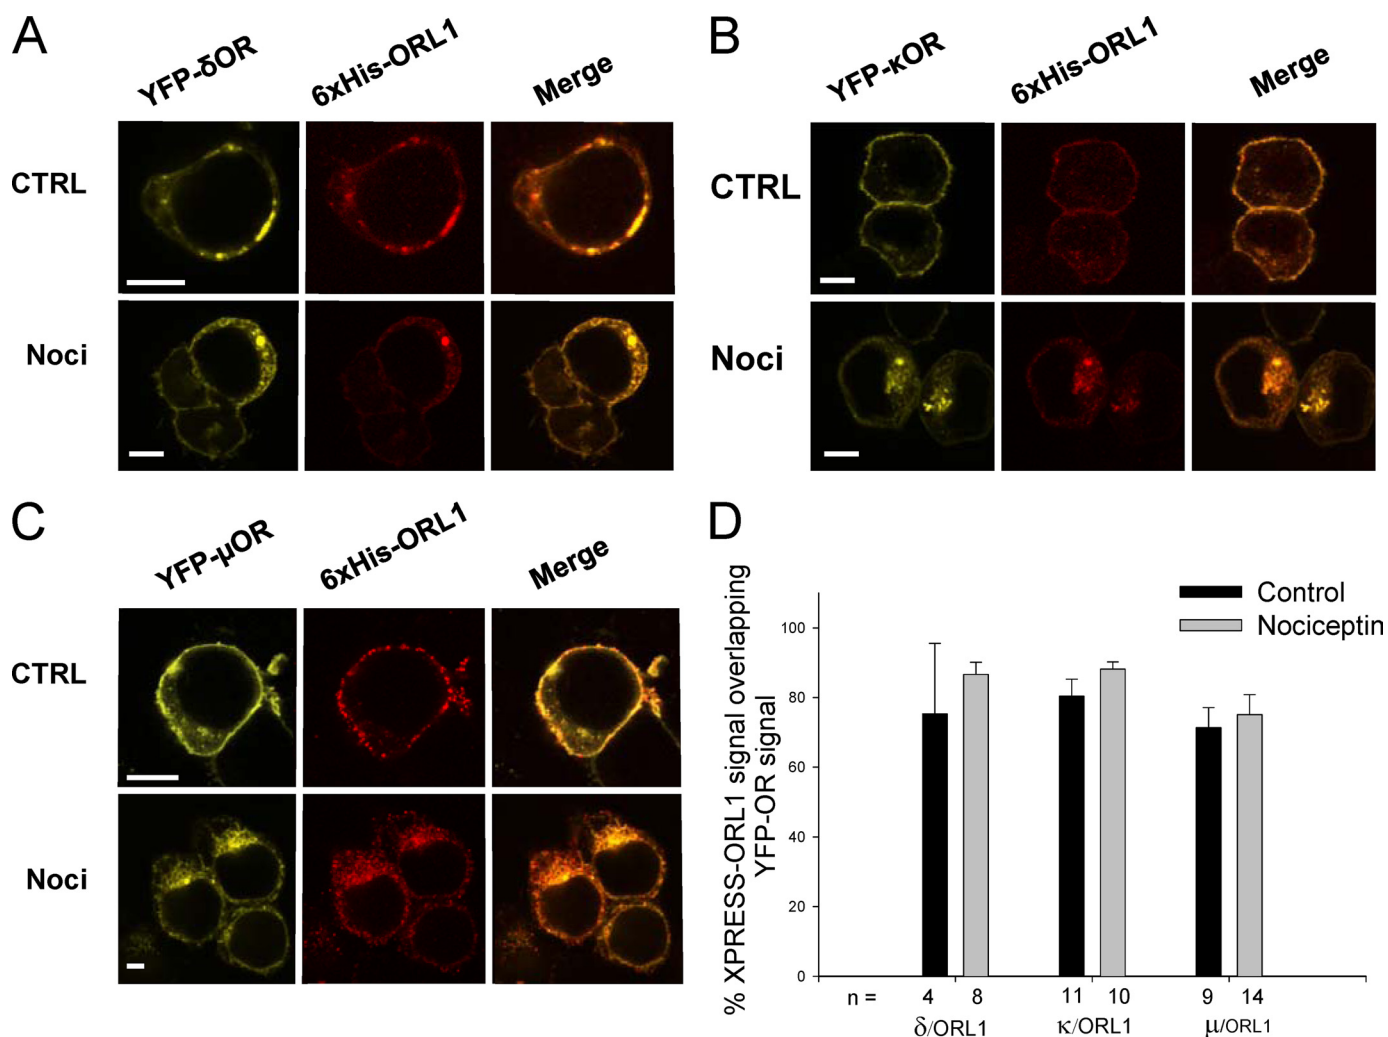 A
YFP-δOR 6xHis-ORL1 Merge
CTRL
Noci
B
YFP-κOR 6xHis-ORL1 Merge
CTRL
Noci
C
YFP-μOR 6xHis-ORL1 Merge
CTRL
Noci
D
% XPRESS-ORL1 signal overlapping
YFP-OR signal
Control
Nociceptin
100
80
60
40
20
0
n = 4 8 11 10 9 14
δ/ORL1 κ/ORL1 μ/ORL1